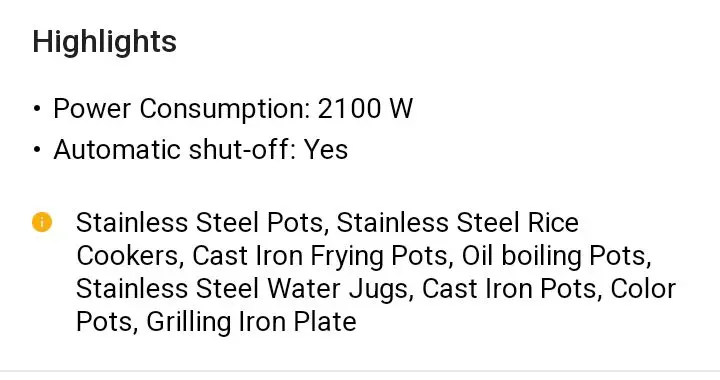 Highlights
• Power Consumption: 2100 W
• Automatic shut-off: Yes
Stainless Steel Pots, Stainless Steel Rice
Cookers, Cast Iron Frying Pots, Oil boiling Pots,
Stainless Steel Water Jugs, Cast Iron Pots, Color
Pots, Grilling Iron Plate